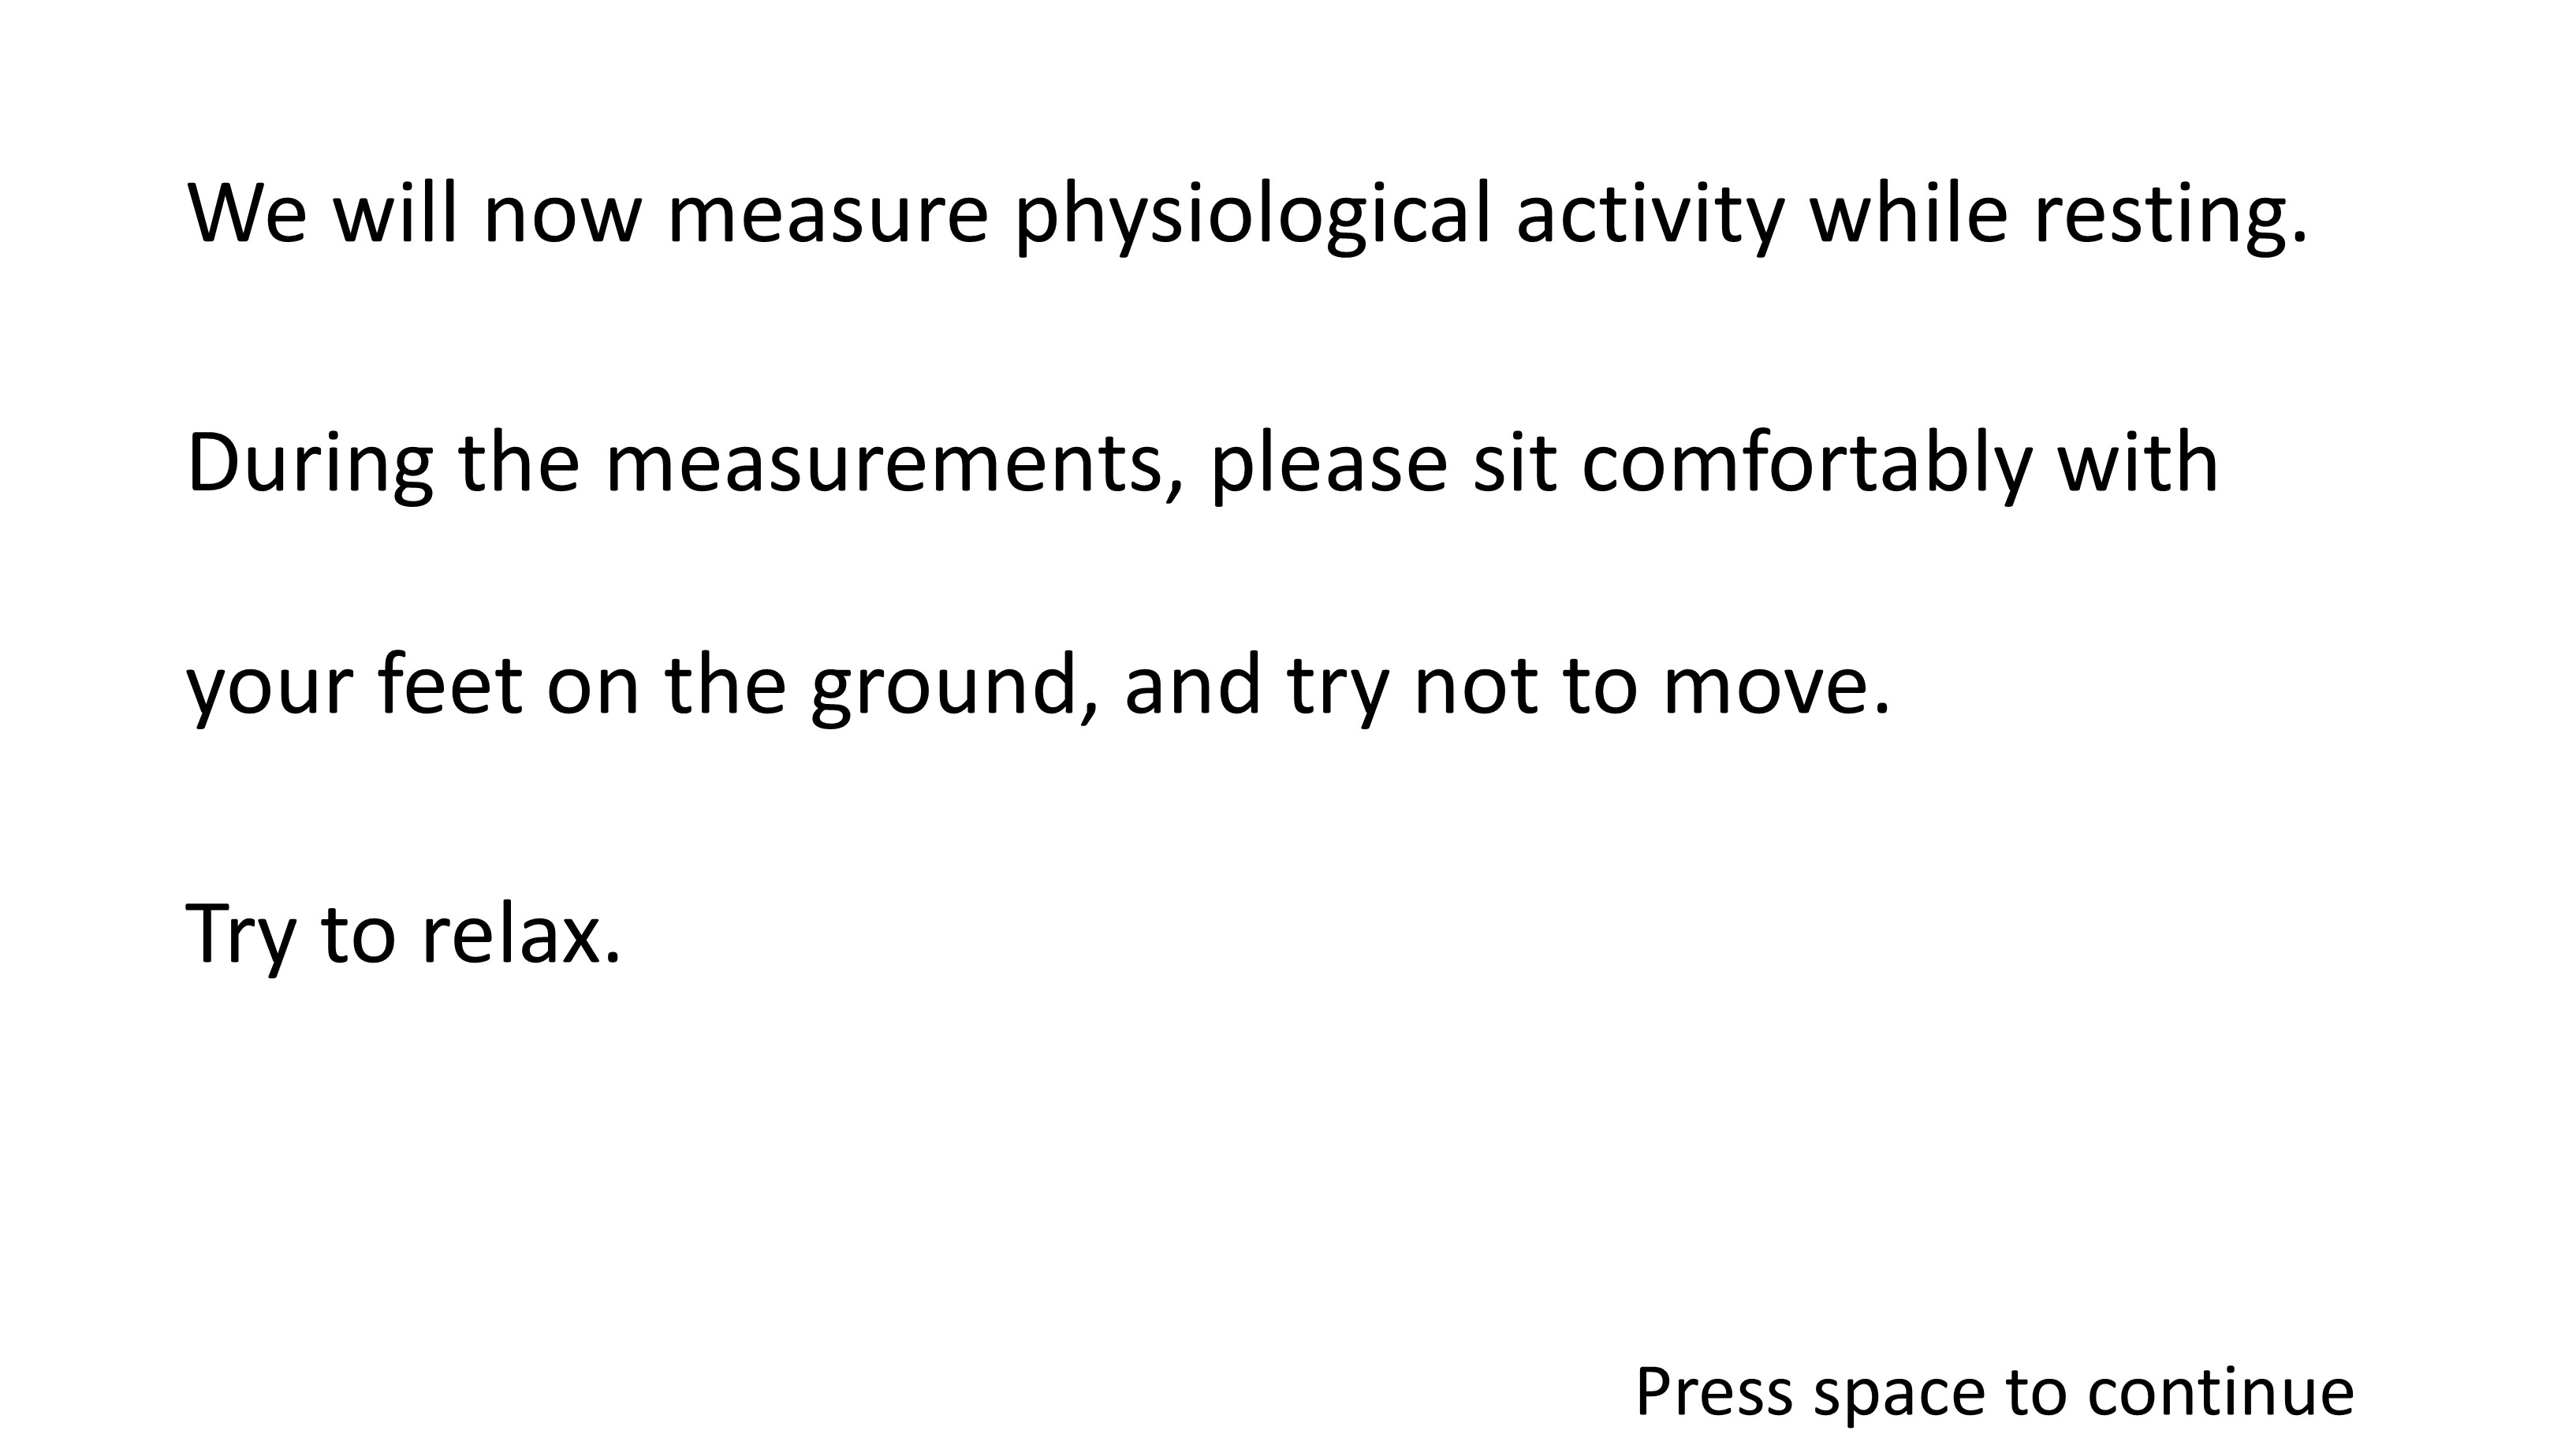 We will now measure physiological activity while resting.
During the measurements, please sit comfortably with
your feet on the ground, and try not to move.
Try to relax.
Press space to continue